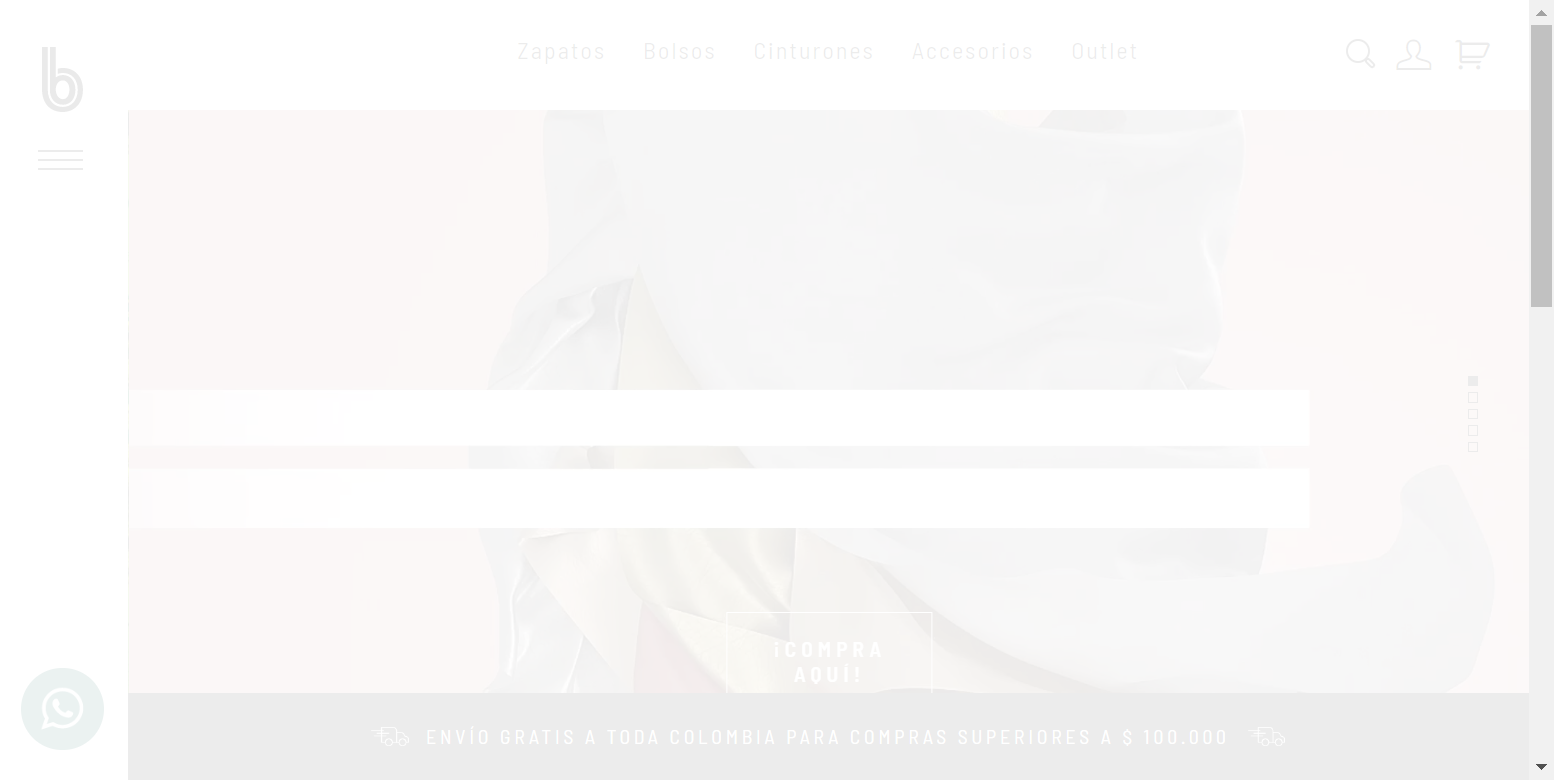 b
Zapatos Bolsos Cinturones Accesorios Outlet
¡COMPRA
AQUÍ!
ENVÍO GRATIS A TODA COLOMBIA PARA COMPRAS SUPERIORES A $ 100.000